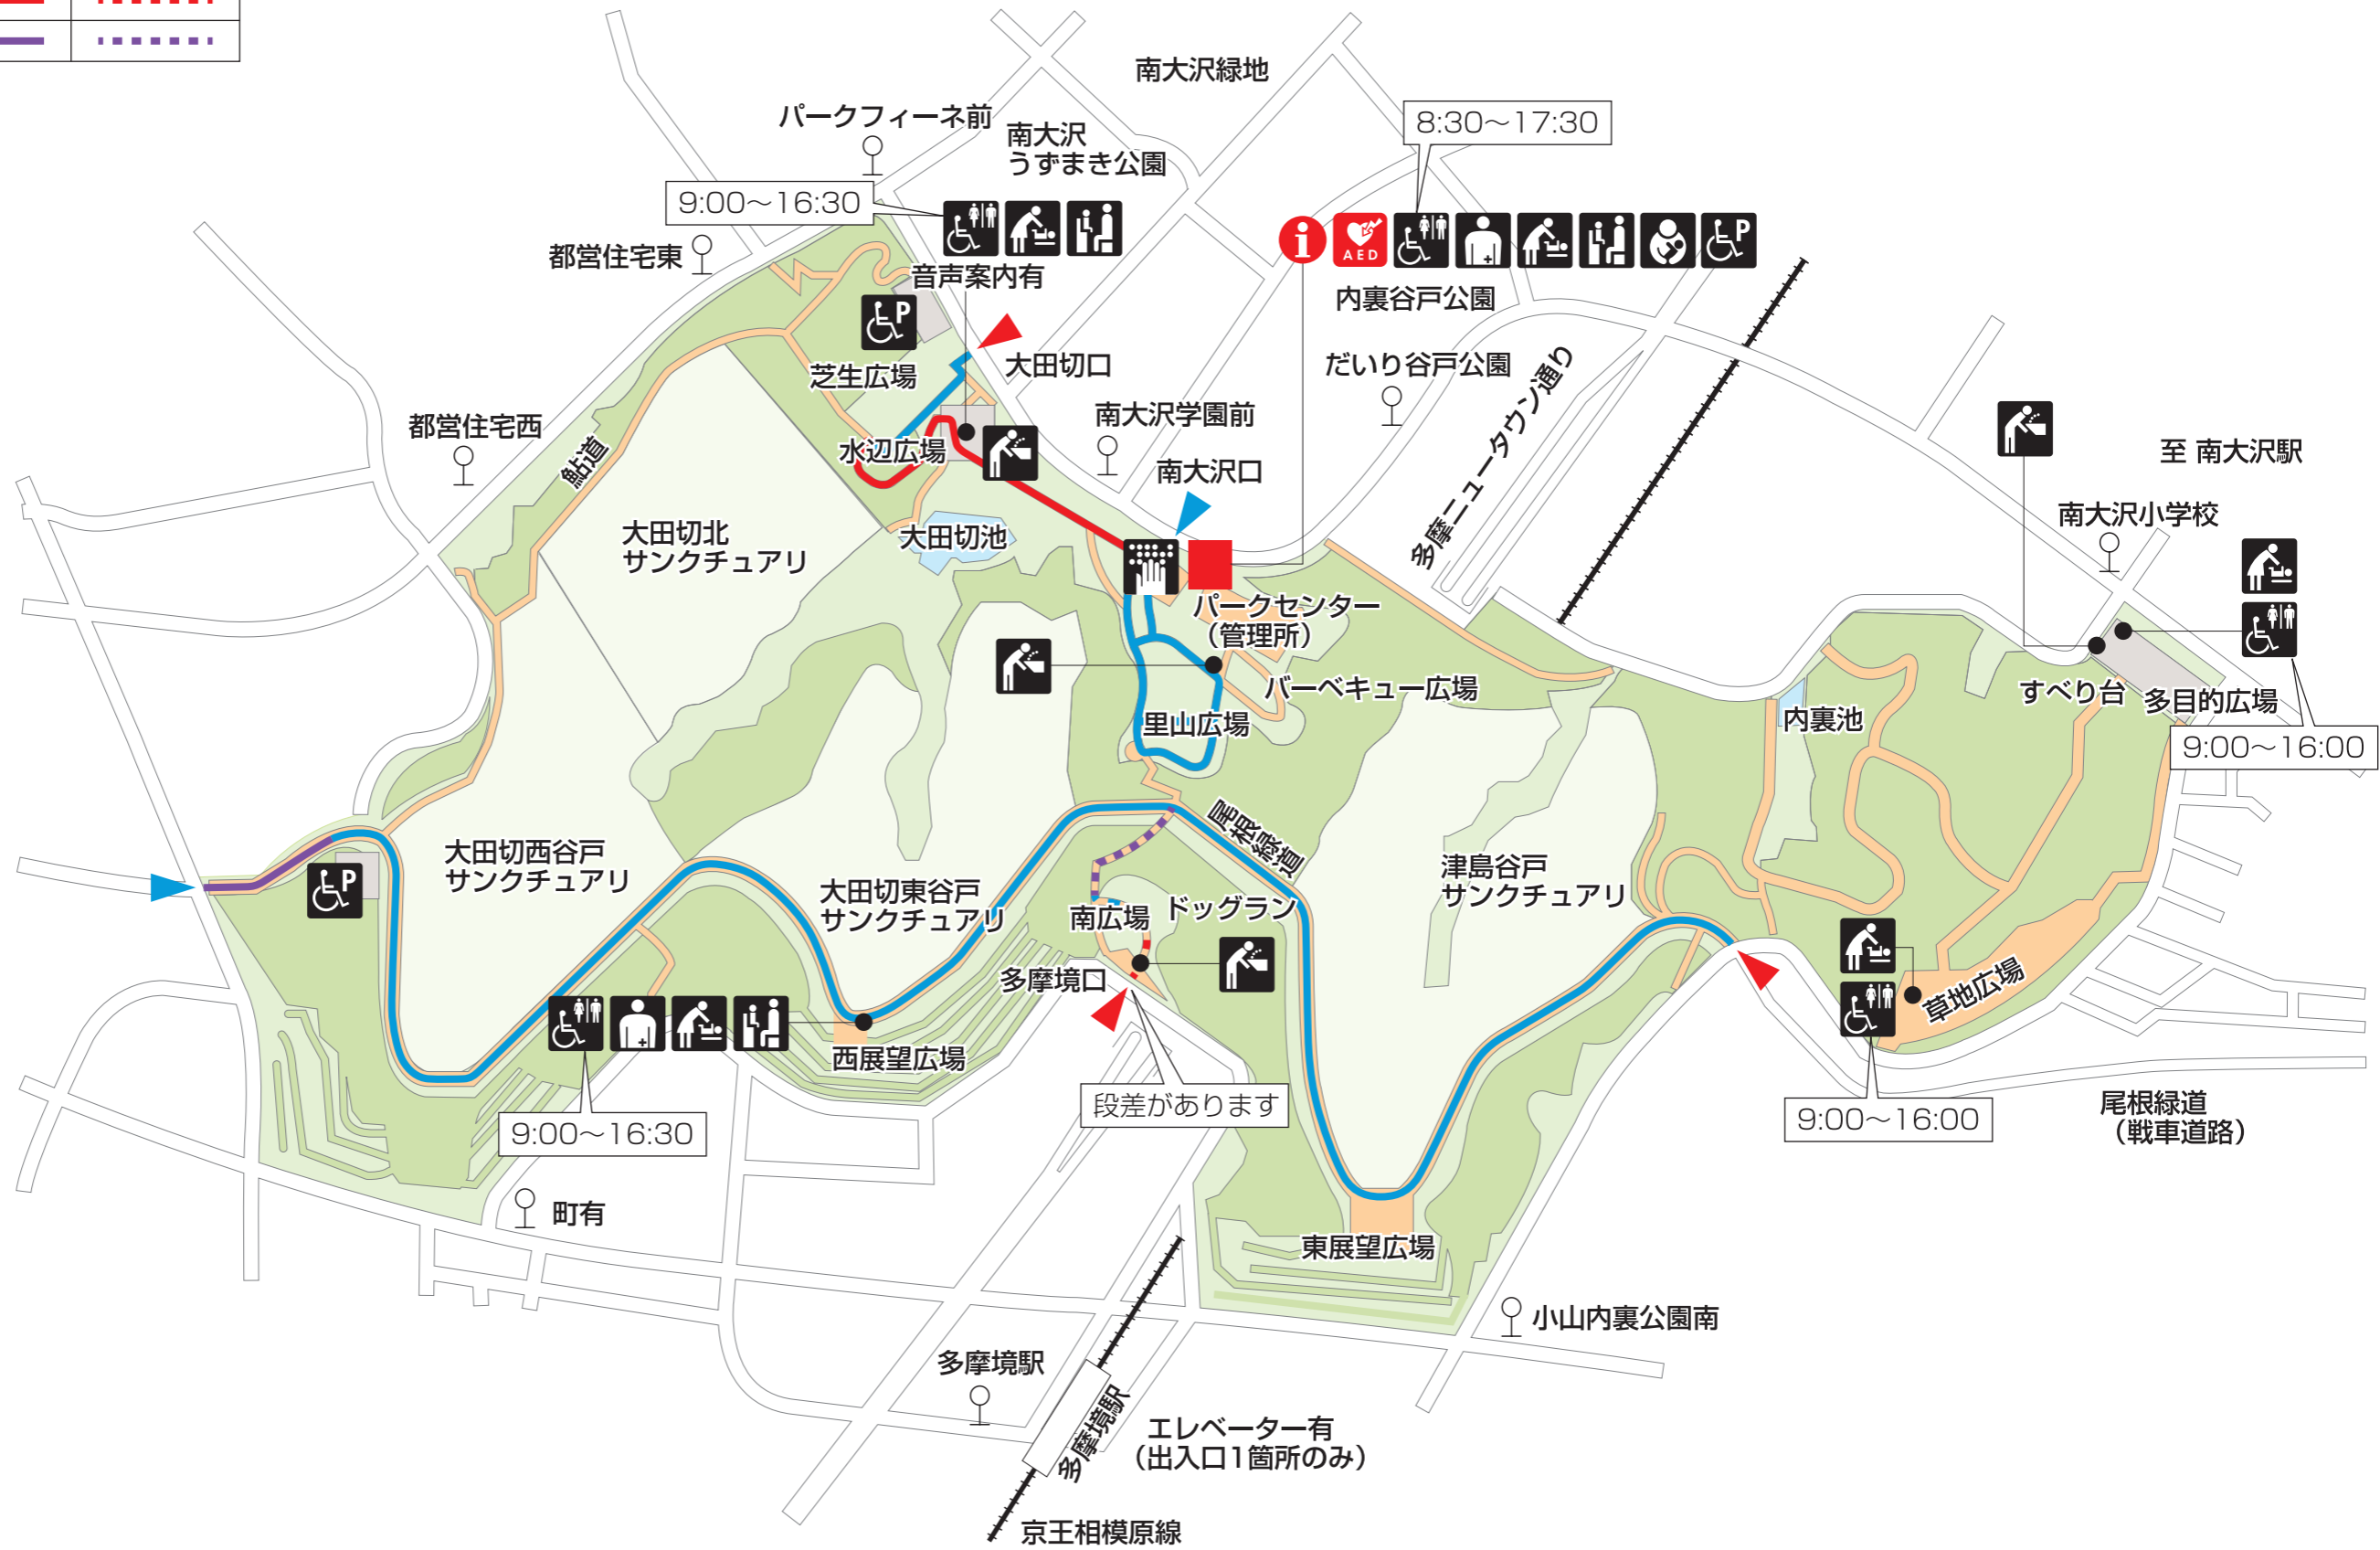 南大沢緑地
パークフィーネ前
南大沢
うずまき公園
8:30～17:30
9:00～16:30
都営住宅東
音声案内有
P
i
AED
P
内裏谷戸公園
芝生広場
大田切口
だいり谷戸公園
多摩ニュータウン通り
都営住宅西
鮎道
水辺広場
南大沢学園前
南大沢口
至 南大沢駅
南大沢小学校
大田切北
サンクチュアリ
大田切池
パークセンター
（管理所）
バーベキュー広場
里山広場
すべり台
多目的広場
内裏池
9:00～16:00
尾根緑道
大田切西谷戸
サンクチュアリ
P
大田切東谷戸
サンクチュアリ
津島谷戸
サンクチュアリ
南広場
ドッグラン
多摩境口
草地広場
西展望広場
段差があります
9:00～16:30
9:00～16:00
尾根緑道
（戦車道路）
町有
東展望広場
小山内裏公園南
多摩境駅
多摩境駅
エレベーター有
（出入口1箇所のみ）
京王相模原線